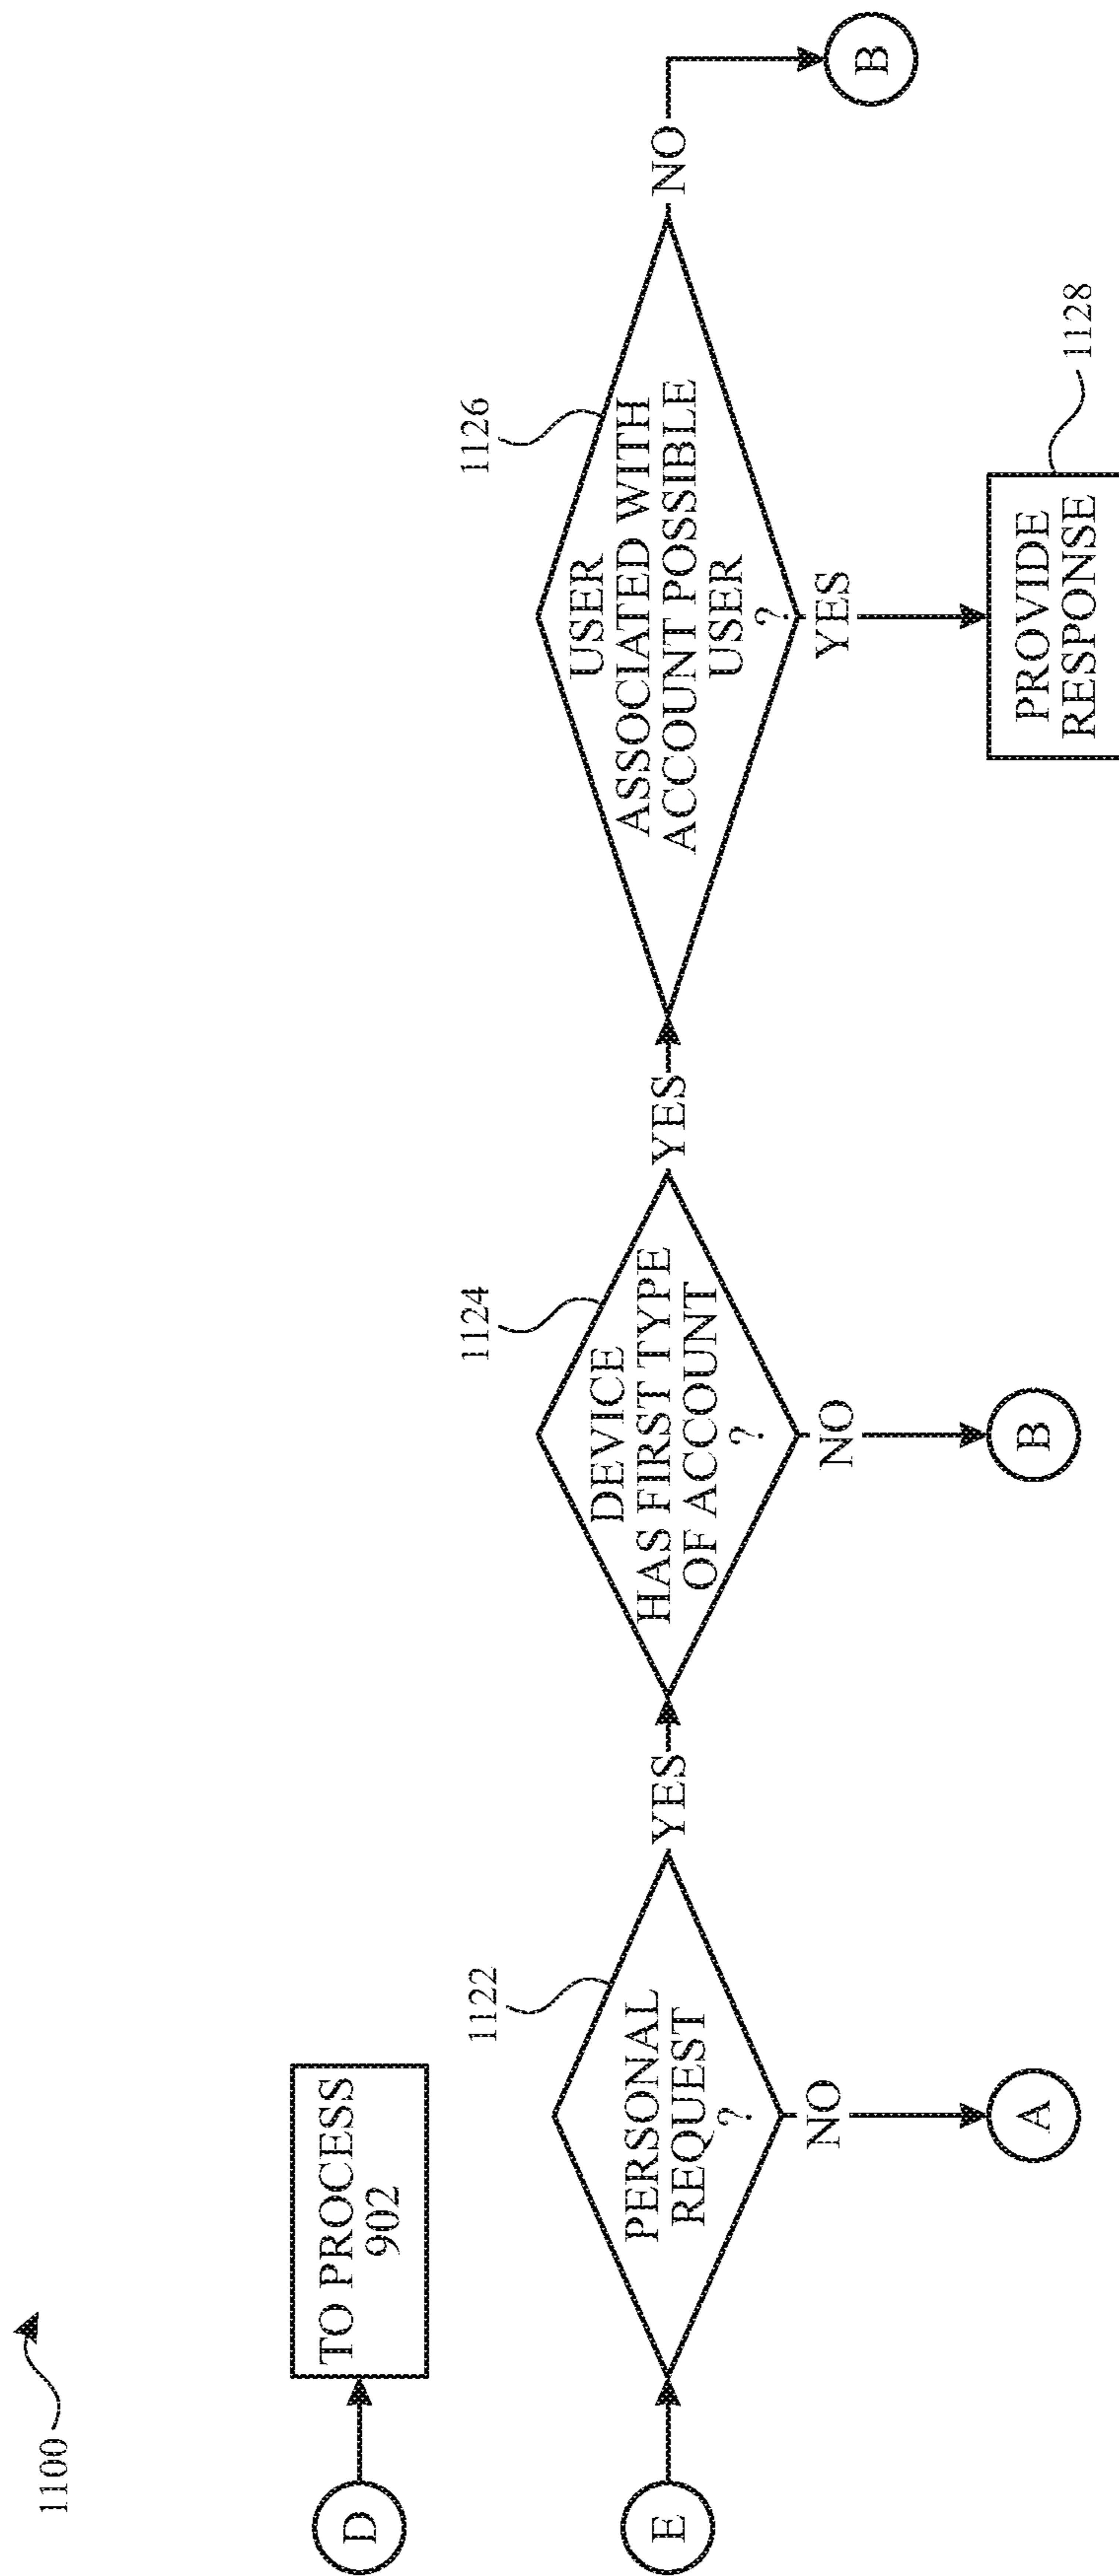 1100
D
TO PROCESS
902
E
1122
PERSONAL
REQUEST
?
YES
NO
A
1124
DEVICE
HAS FIRST TYPE
OF ACCOUNT
?
YES
NO
B
1126
USER
ASSOCIATED WITH
ACCOUNT POSSIBLE
USER
?
NO
B
YES
PROVIDE
RESPONSE
1128